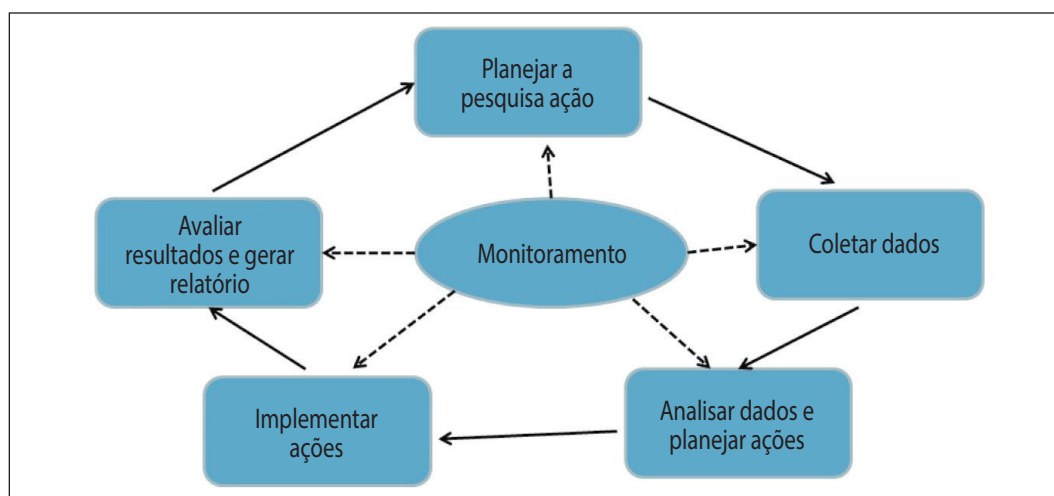 Planejar a
pesquisa ação
Avaliar
resultados e gerar
relatório
Monitoramento
Coletar dados
Implementar
ações
Analisar dados e
planejar ações